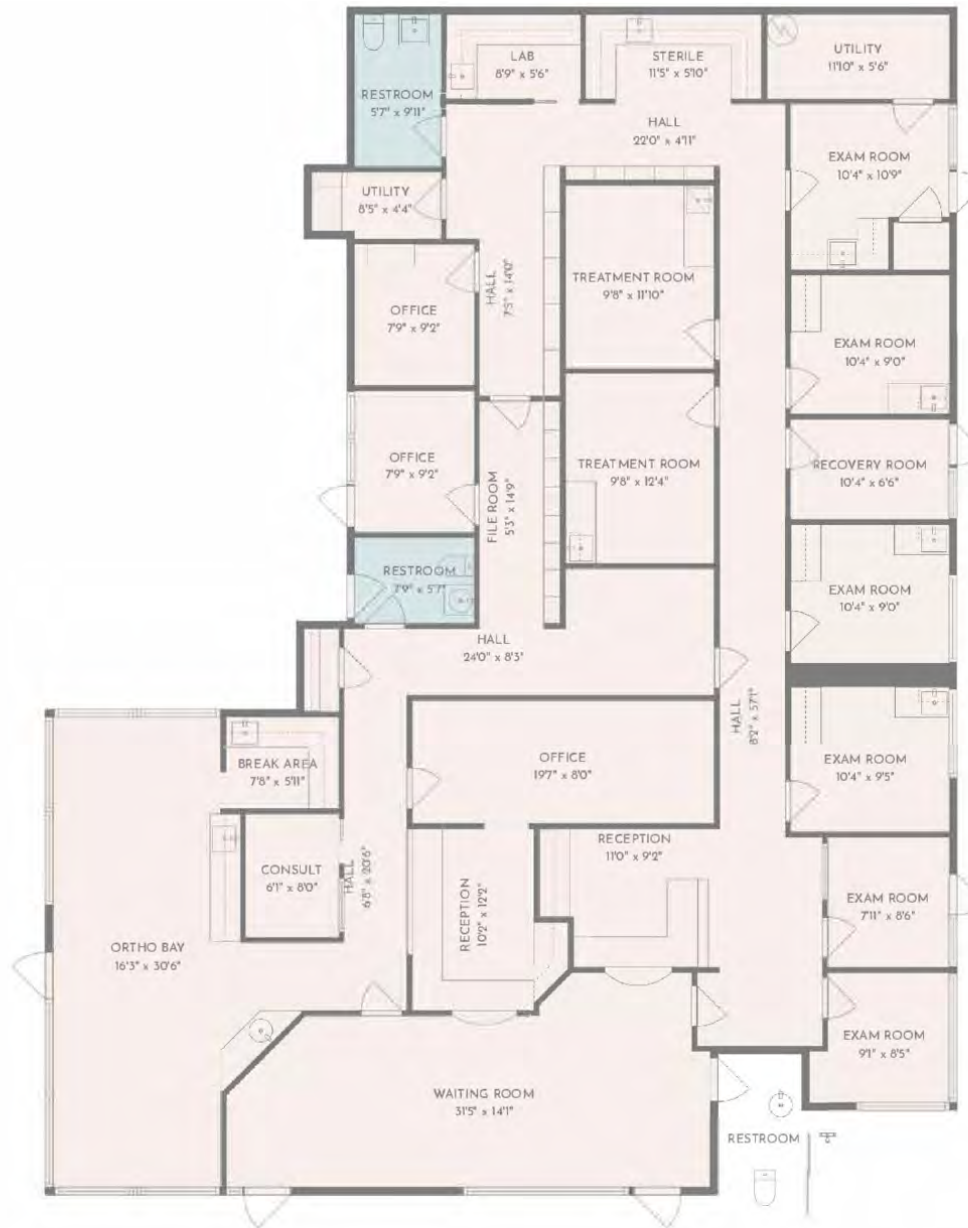 LAB
8'9" x 5'6"
STERILE
11'5" x 5'10"
UTILITY
11'10" x 5'6"
RESTROOM
5'7" x 9'11"
HALL
22'0" x 4'11"
EXAM ROOM
10'4" x 10'9"
UTILITY
8'5" x 4'4"
HALL
7'5" x 14'0"
TREATMENT ROOM
9'8" x 11'10"
OFFICE
7'9" x 9'2"
EXAM ROOM
10'4" x 9'0"
OFFICE
7'9" x 9'2"
FILE ROOM
5'3" x 14'9"
TREATMENT ROOM
9'8" x 12'4"
RECOVERY ROOM
10'4" x 6'6"
RESTROOM
7'9" x 5'7"
EXAM ROOM
10'4" x 9'0"
HALL
24'0" x 8'3"
HALL
8'2" x 57'1"
BREAK AREA
7'8" x 5'11"
OFFICE
19'7" x 8'0"
EXAM ROOM
10'4" x 9'5"
RECEPTION
11'0" x 9'2"
CONSULT
6'1" x 8'0"
HALL
6'8" x 20'6"
RECEPTION
10'2" x 12'2"
EXAM ROOM
7'11" x 8'6"
ORTHO BAY
16'3" x 30'6"
EXAM ROOM
9'1" x 8'5"
WAITING ROOM
31'5" x 14'1"
RESTROOM